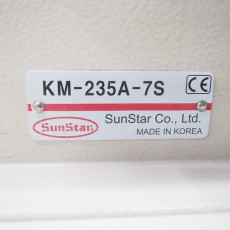 KM-235A-7S CE
SunStar SunStar Co., Ltd.
MADE IN KOREA